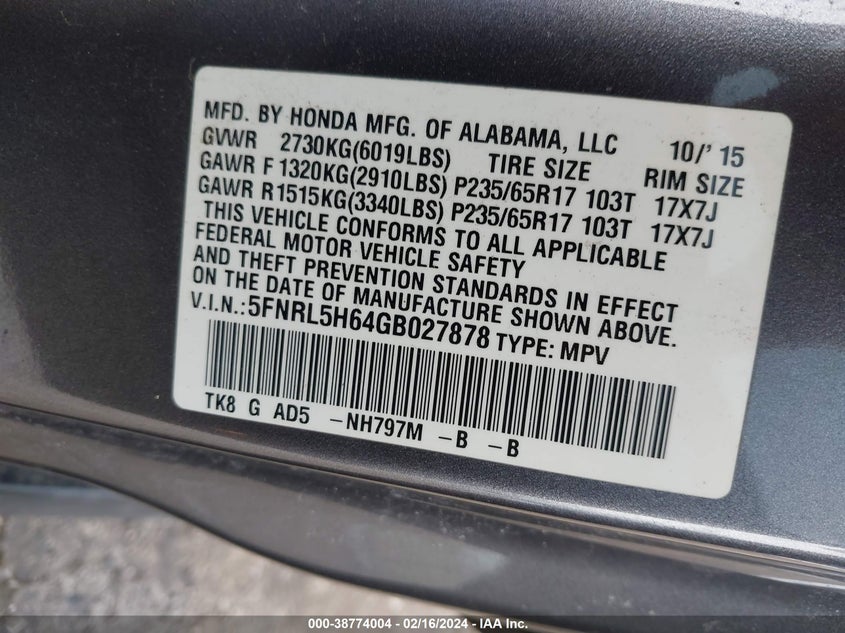 MFD. BY HONDA MFG. OF ALABAMA, LLC 10/' 15
GVWR 2730KG(6019LBS) TIRE SIZE RIM SIZE
GAWR F 1320KG(2910LBS) P235/65R17 103T 17X7J
GAWR R1515KG(3340LBS) P235/65R17 103T 17X7J
THIS VEHICLE CONFORMS TO ALL APPLICABLE
FEDERAL MOTOR VEHICLE SAFETY
AND THEFT PREVENTION STANDARDS IN EFFECT
ON THE DATE OF MANUFACTURE SHOWN ABOVE.
V.I.N.: 5FNRL5H64GB027878 TYPE: MPV
TK8 G AD5 -NH797M -B -B
000-38774004 - 02/16/2024 - IAA Inc.